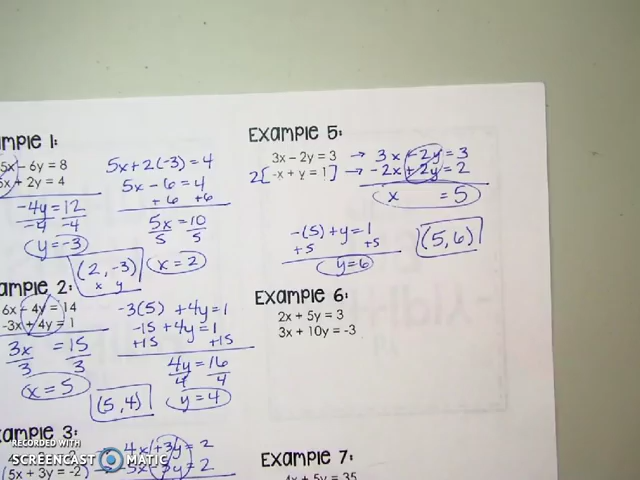 ample 1:
5x - 6y = 8
5x + 2y = 4
-4y = 12
-4 -4
y = -3
5x + 2(-3) = 4
5x - 6 = 4
+6 +6
5x = 10
5 5
x = 2
(2, -3)
x y
ample 2:
6x - 4y = 14
-3x + 4y = 1
3x = 15
3 3
x = 5
-3(5) + 4y = 1
-15 + 4y = 1
+15 +15
4y = 16
4 4
y = 4
(5, 4)
ample 3:
(5x + 3y = -2)
4x + 3y = 2
-3y = 2
Example 5:
3x - 2y = 3 → 3x - 2y = 3
2[-x + y = 1] → -2x + 2y = 2
x = 5
-(5) + y = 1
+5 +5
y = 6
(5, 6)
Example 6:
2x + 5y = 3
3x + 10y = -3
Example 7:
4x + 5y = 35
RECORDED WITH
SCREENCAST MATIC